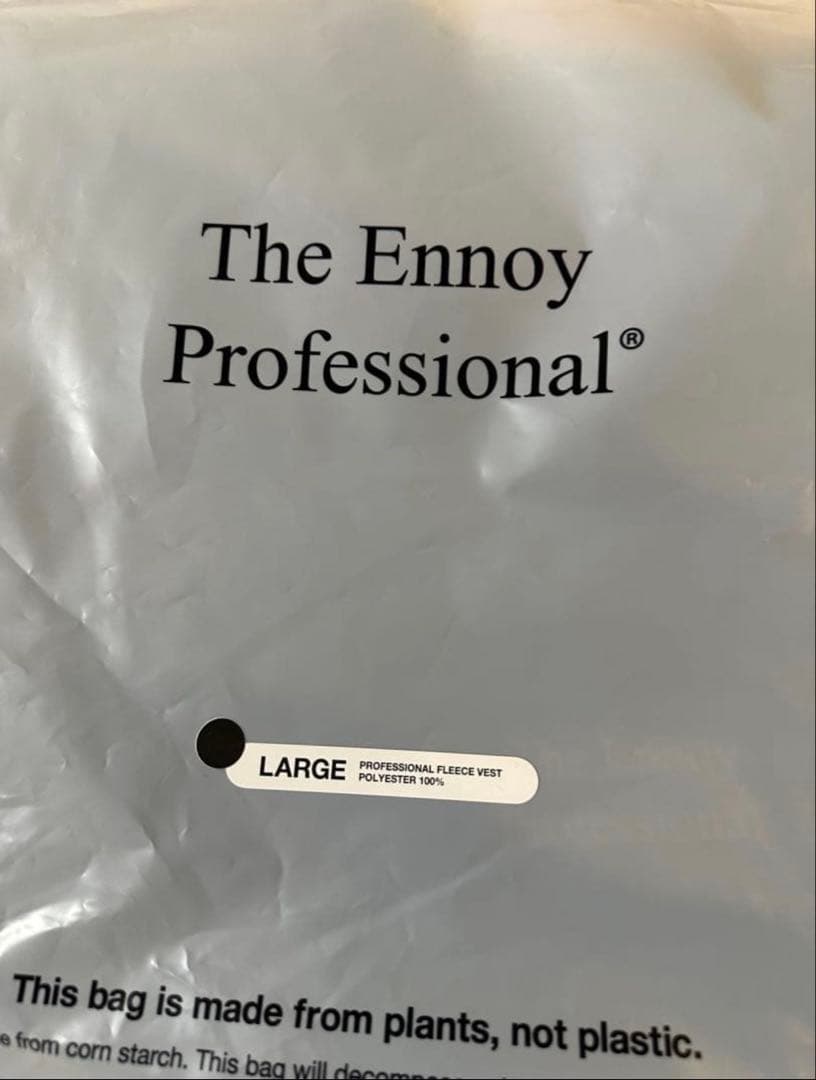 The Ennoy
Professional®
LARGE
PROFESSIONAL FLEECE VEST
POLYESTER 100%
This bag is made from plants, not plastic.
from corn starch. This bag will